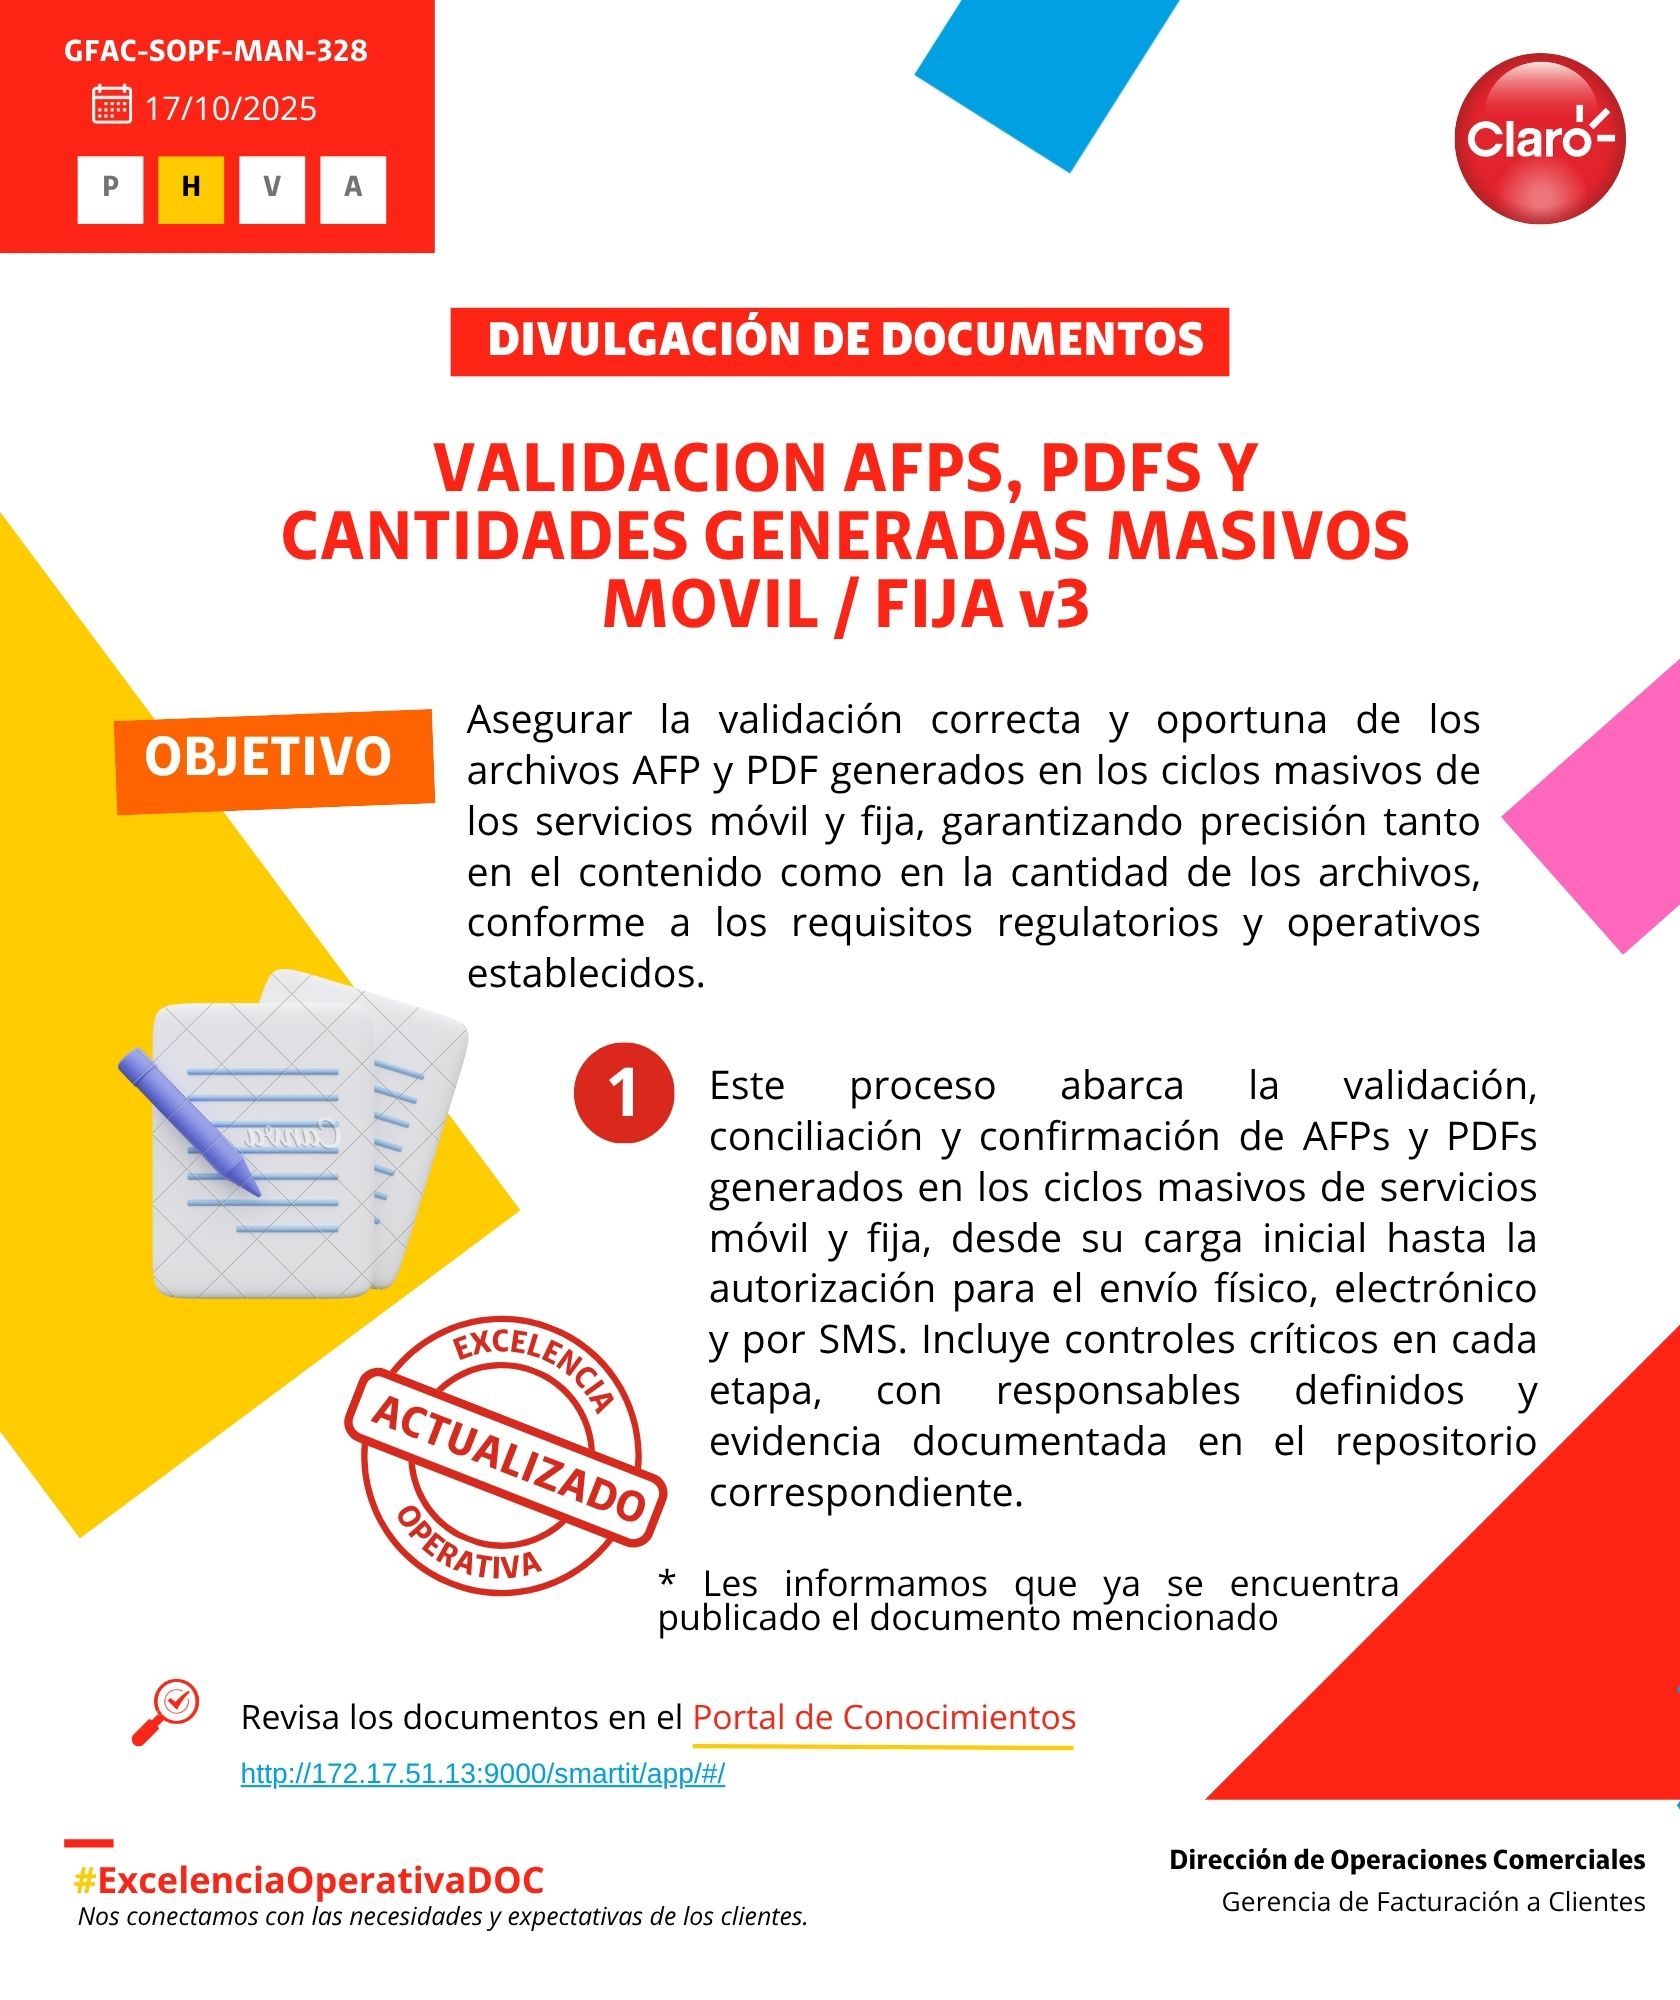 GFAC-SOPF-MAN-328
17/10/2025
P H V A
Claro
DIVULGACIÓN DE DOCUMENTOS
VALIDACION AFPS, PDFS Y
CANTIDADES GENERADAS MASIVOS
MOVIL / FIJA v3
OBJETIVO
Asegurar la validación correcta y oportuna de los
archivos AFP y PDF generados en los ciclos masivos de
los servicios móvil y fija, garantizando precisión tanto
en el contenido como en la cantidad de los archivos,
conforme a los requisitos regulatorios y operativos
establecidos.
Canva
1
Este proceso abarca la validación,
conciliación y confirmación de AFPs y PDFs
generados en los ciclos masivos de servicios
móvil y fija, desde su carga inicial hasta la
autorización para el envío físico, electrónico
y por SMS. Incluye controles críticos en cada
etapa, con responsables definidos y
evidencia documentada en el repositorio
correspondiente.
EXCELENCIA
ACTUALIZADO
OPERATIVA
* Les informamos que ya se encuentra
publicado el documento mencionado
Revisa los documentos en el Portal de Conocimientos
http://172.17.51.13:9000/smartit/app/#/
#ExcelenciaOperativaDOC
Nos conectamos con las necesidades y expectativas de los clientes.
Dirección de Operaciones Comerciales
Gerencia de Facturación a Clientes